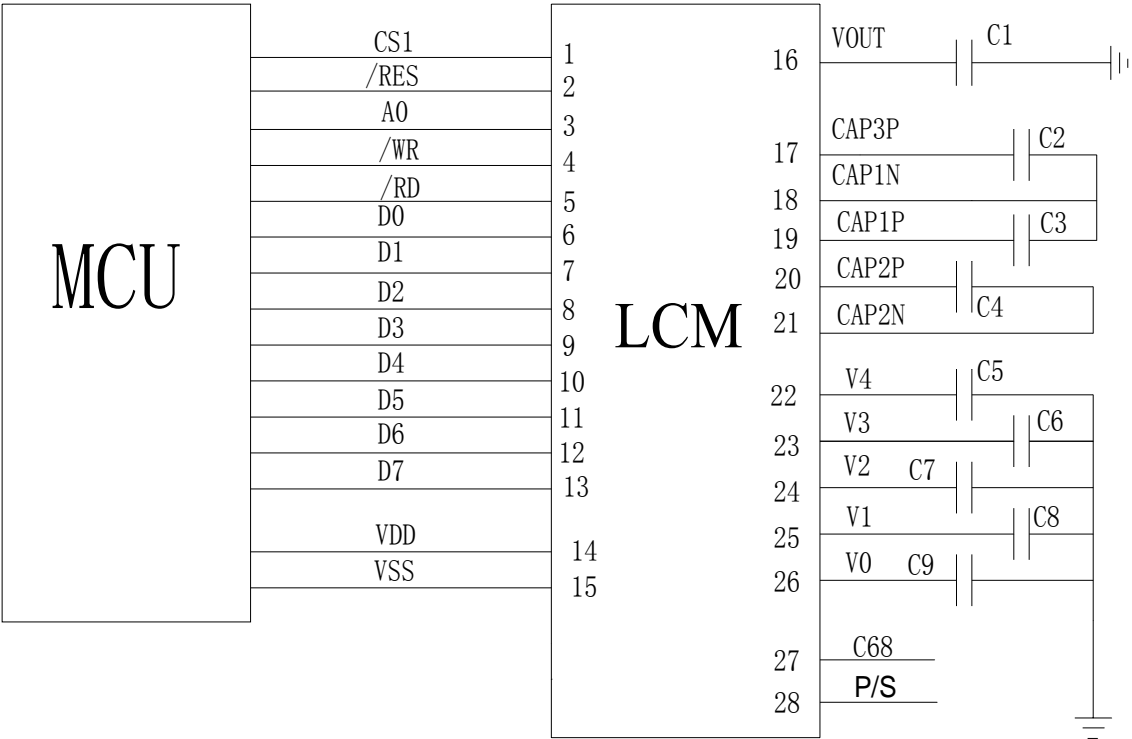 MCU
CS1
/RES
A0
/WR
/RD
D0
D1
D2
D3
D4
D5
D6
D7
VDD
VSS
1
2
3
4
5
6
7
8
9
10
11
12
13
14
15
LCM
16 VOUT C1
17 CAP3P C2
18 CAP1N
19 CAP1P C3
20 CAP2P
21 CAP2N C4
22 V4 C5
23 V3 C6
24 V2 C7
25 V1 C8
26 V0 C9
27 C68
28 P/S